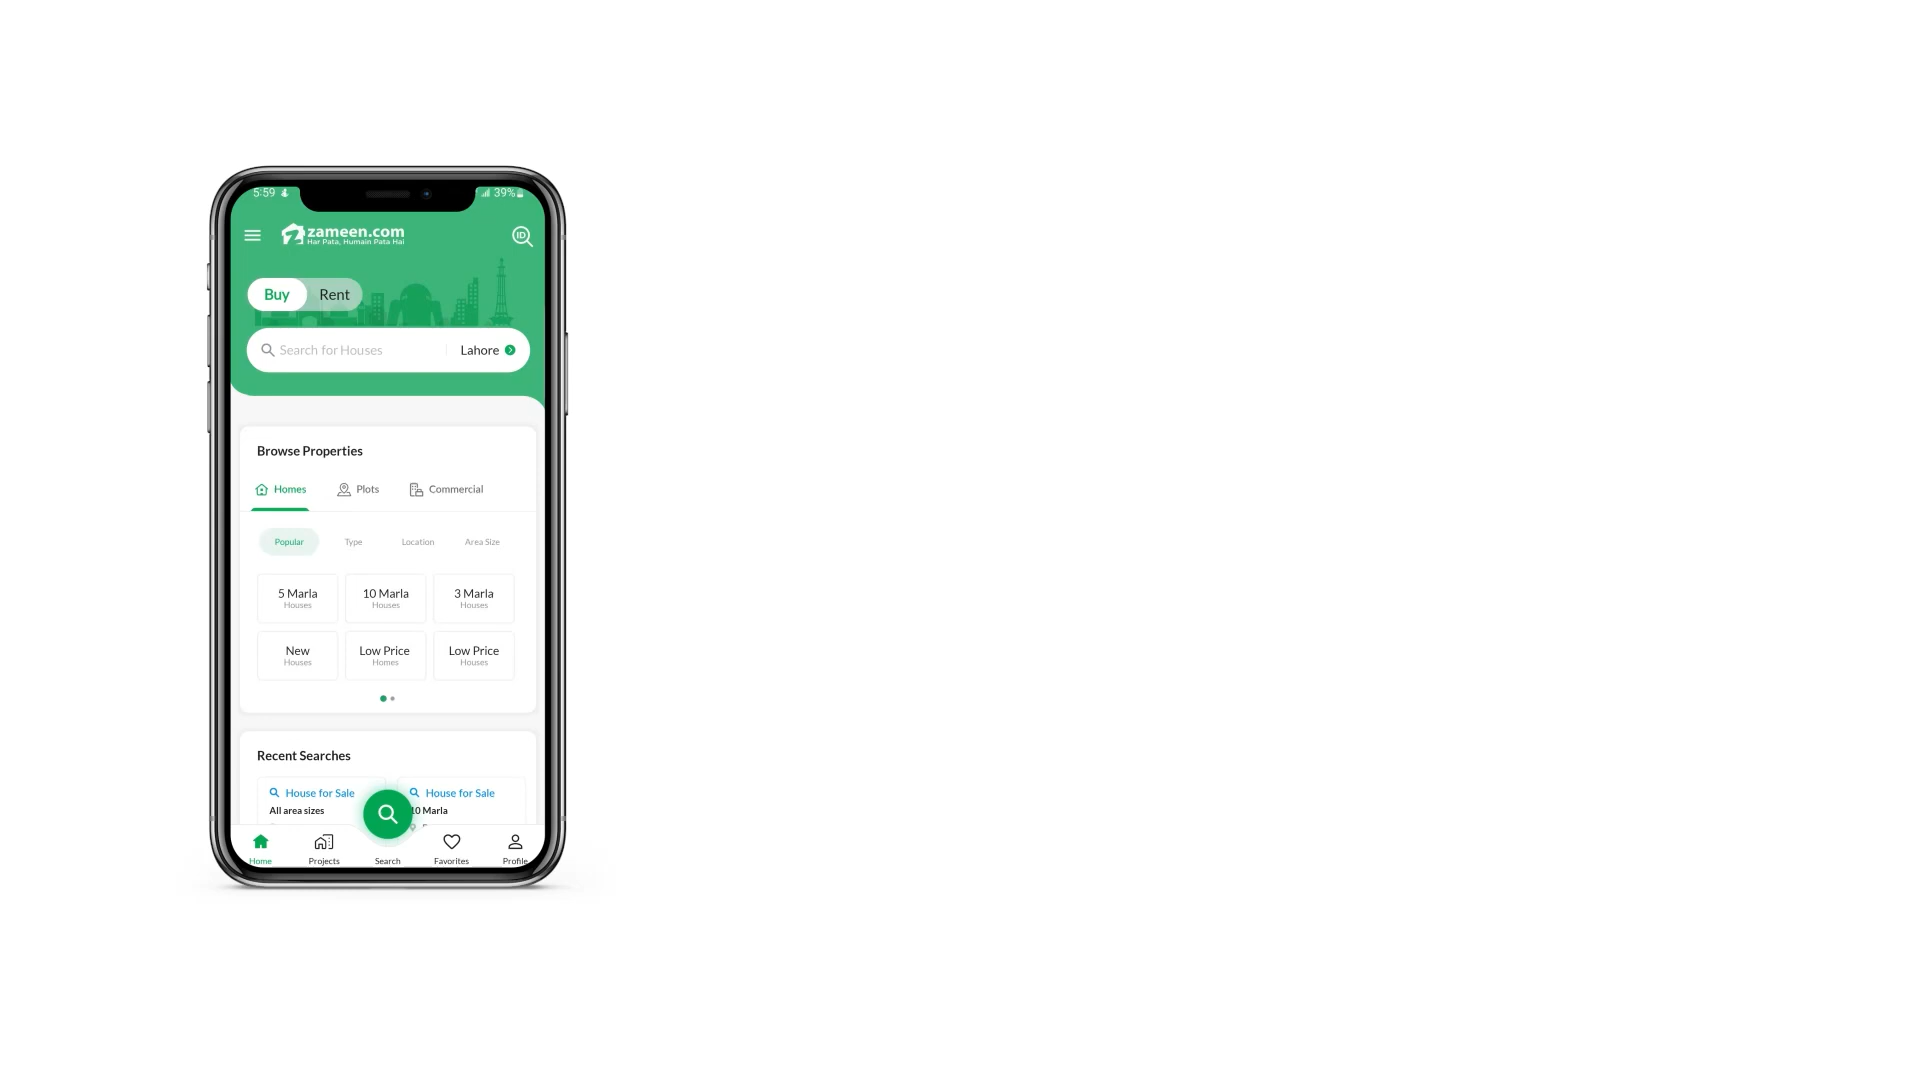 5:59
39%
zameen.com
Har Pata, Humain Pata Hai
ID
Buy
Rent
Search for Houses
Lahore
Browse Properties
Homes
Plots
Commercial
Popular
Type
Location
Area Size
5 Marla
Houses
10 Marla
Houses
3 Marla
Houses
New
Houses
Low Price
Homes
Low Price
Houses
Recent Searches
House for Sale
All area sizes
House for Sale
10 Marla
Home
Projects
Search
Favorites
Profile